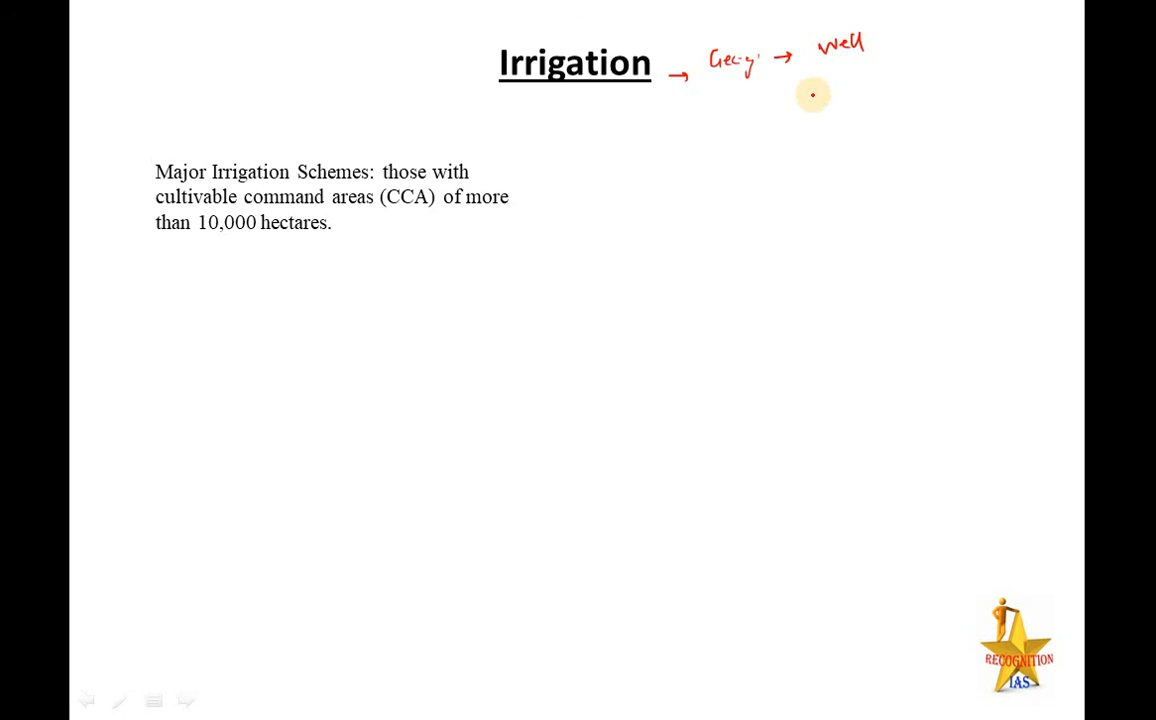 Irrigation → Geog. → Well
Major Irrigation Schemes: those with
cultivable command areas (CCA) of more
than 10,000 hectares.
RECOGNITION
IAS